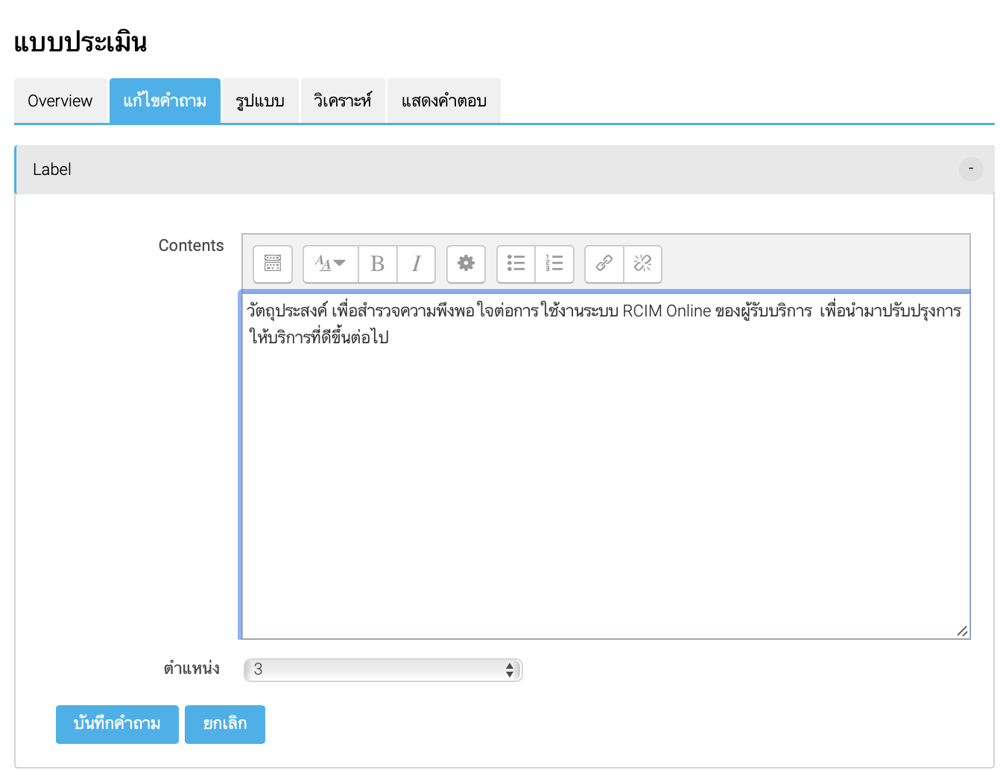 แบบประเมิน
Overview
แก้ไขคำถาม
รูปแบบ
วิเคราะห์
แสดงคำตอบ
Label
-
Contents
วัตถุประสงค์ เพื่อสำรวจความพึงพอใจต่อการใช้งานระบบ RCIM Online ของผู้รับบริการ เพื่อนำมาปรับปรุงการ
ให้บริการที่ดีขึ้นต่อไป
ตำแหน่ง
3
บันทึกคำถาม
ยกเลิก